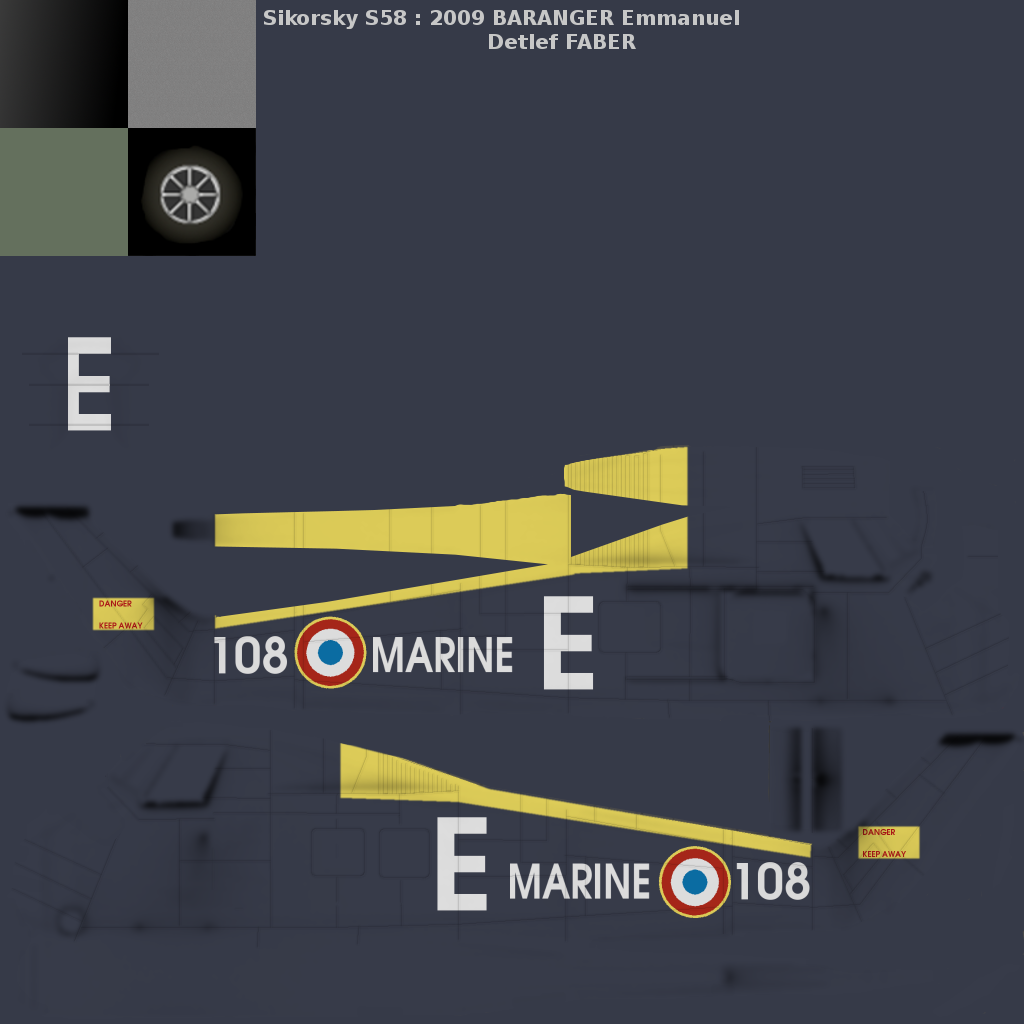 Sikorsky S58 : 2009 BARANGER Emmanuel
Detlef FABER
E
DANGER
KEEP AWAY
108 MARINE E
E MARINE 108
DANGER
KEEP AWAY